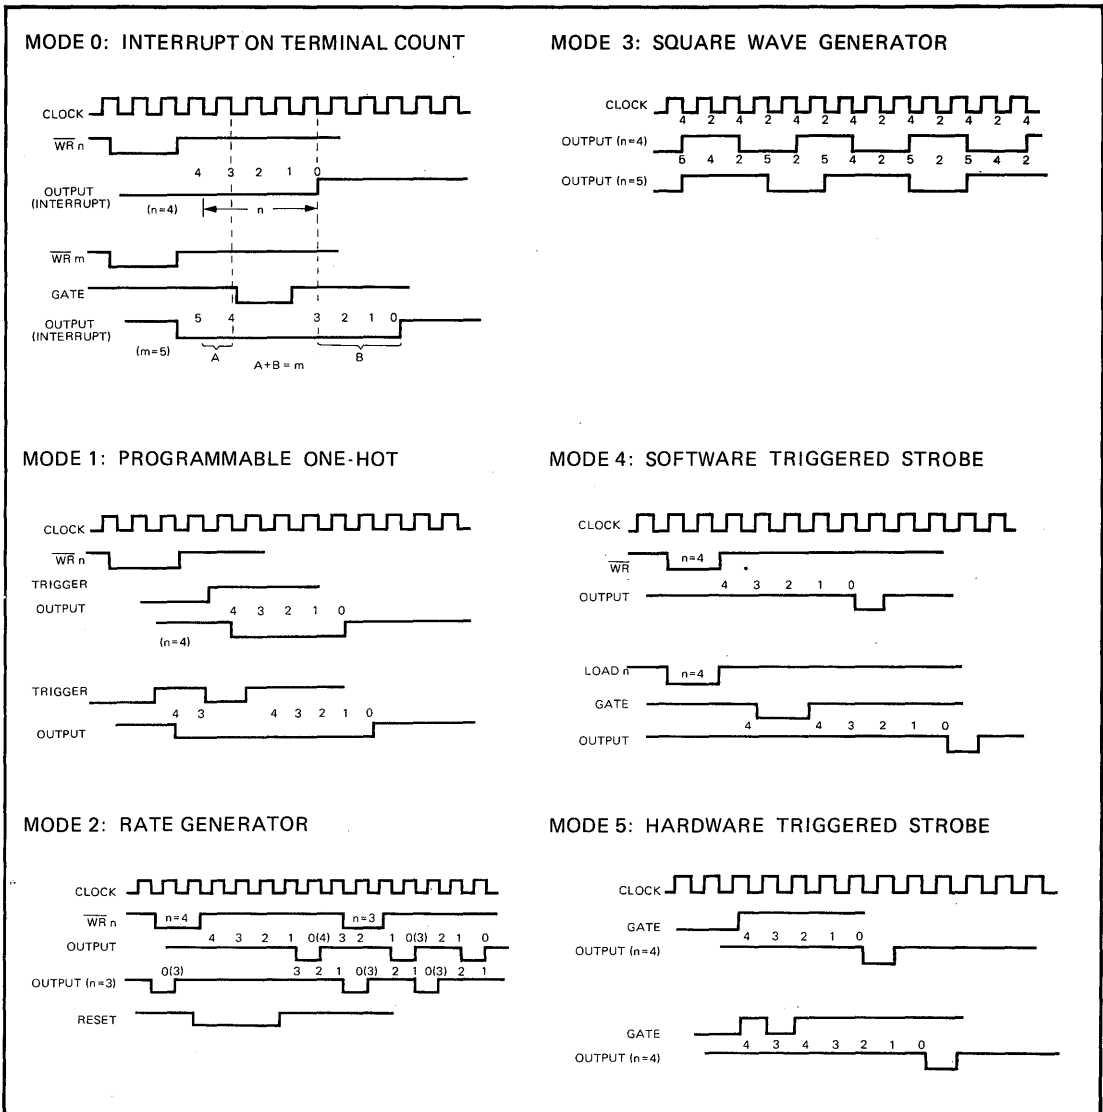 MODE 0: INTERRUPT ON TERMINAL COUNT
CLOCK
WR n
4 3 2 1 0
OUTPUT
(INTERRUPT)
(n=4)
n
WR m
GATE
5 4 3 2 1 0
OUTPUT
(INTERRUPT)
(m=5)
A
A+B = m
B
MODE 3: SQUARE WAVE GENERATOR
CLOCK
4 2 4 2 4 2 4 2 4 2 4 2 4
OUTPUT (n=4)
5 4 2 5 2 5 4 2 5 2 5 4 2
OUTPUT (n=5)
MODE 1: PROGRAMMABLE ONE-HOT
CLOCK
WR n
TRIGGER
OUTPUT
4 3 2 1 0
(n=4)
TRIGGER
4 3 4 3 2 1 0
OUTPUT
MODE 4: SOFTWARE TRIGGERED STROBE
CLOCK
n=4
WR
4 3 2 1 0
OUTPUT
LOAD n
n=4
GATE
4 4 3 2 1 0
OUTPUT
MODE 2: RATE GENERATOR
CLOCK
WR n
n=4 n=3
4 3 2 1 0(4) 3 2 1 0(3) 2 1 0
OUTPUT
0(3) 3 2 1 0(3) 2 1 0(3) 2 1
OUTPUT (n=3)
RESET
MODE 5: HARDWARE TRIGGERED STROBE
CLOCK
GATE
4 3 2 1 0
OUTPUT (n=4)
GATE
4 3 4 3 2 1 0
OUTPUT (n=4)